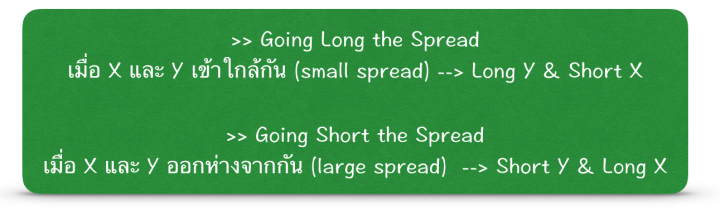 >> Going Long the Spread
เมื่อ X และ Y เข้าใกล้กัน (small spread) --> Long Y & Short X
>> Going Short the Spread
เมื่อ X และ Y ออกห่างจากกัน (large spread) --> Short Y & Long X